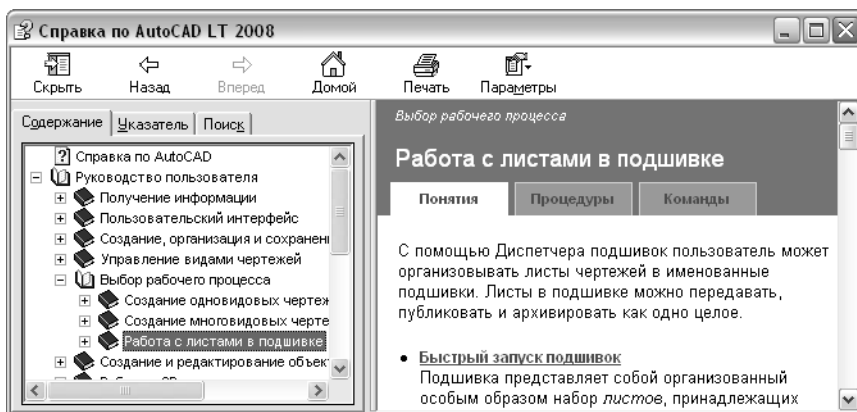 Справка по AutoCAD LT 2008
Скрыть Назад Вперед Домой Печать Параметры
Содержание Указатель Поиск
Справка по AutoCAD
Руководство пользователя
Получение информации
Пользовательский интерфейс
Создание, организация и сохранени
Управление видами чертежей
Выбор рабочего процесса
Создание одновидовых чертеж
Создание многовидовых черте
Работа с листами в подшивке
Создание и редактирование объек
Выбор рабочего процесса
Работа с листами в подшивке
Понятия Процедуры Команды
С помощью Диспетчера подшивок пользователь может
организовывать листы чертежей в именованные
подшивки. Листы в подшивке можно передавать,
публиковать и архивировать как одно целое.
• Быстрый запуск подшивок
Подшивка представляет собой организованный
особым образом набор листов, принадлежащих